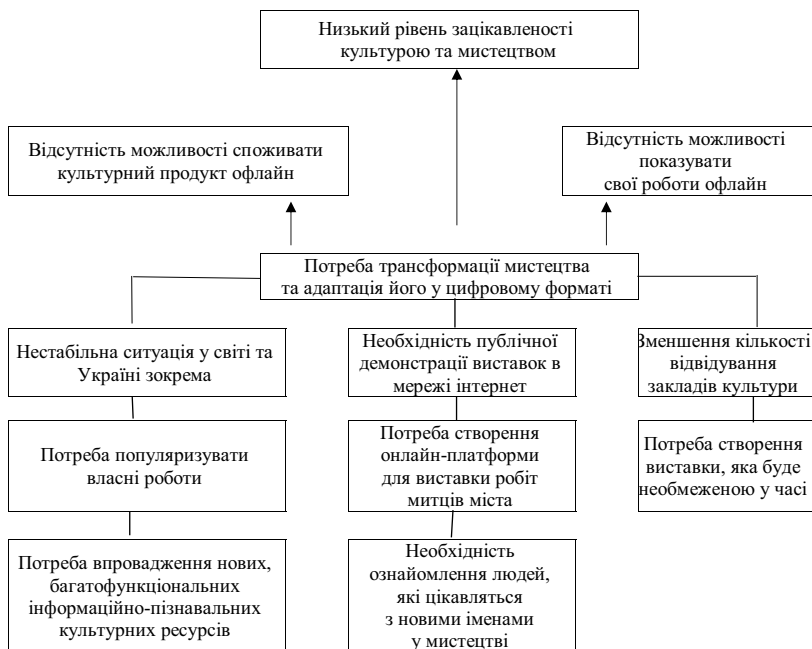 Низький рівень зацікавленості
культурою та мистецтвом
Відсутність можливості споживати
культурний продукт офлайн
Відсутність можливості
показувати
свої роботи офлайн
Потреба трансформації мистецтва
та адаптація його у цифровому форматі
Нестабільна ситуація у світі та
Україні зокрема
Необхідність публічної
демонстрації виставок в
мережі інтернет
Зменшення кількості
відвідування
закладів культури
Потреба популяризувати
власні роботи
Потреба створення
онлайн-платформи
для виставки робіт
митців міста
Потреба створення
виставки, яка буде
необмеженою у часі
Потреба впровадження нових,
багатофункціональних
інформаційно-пізнавальних
культурних ресурсів
Необхідність
ознайомлення людей,
які цікавляться
з новими іменами
у мистецтві